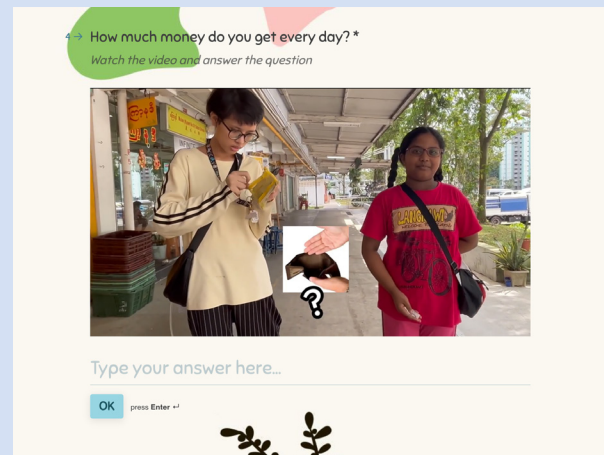 4→ How much money do you get every day? *
Watch the video and answer the question
LANGKAWI
Type your answer here...
OK press Enter ↵